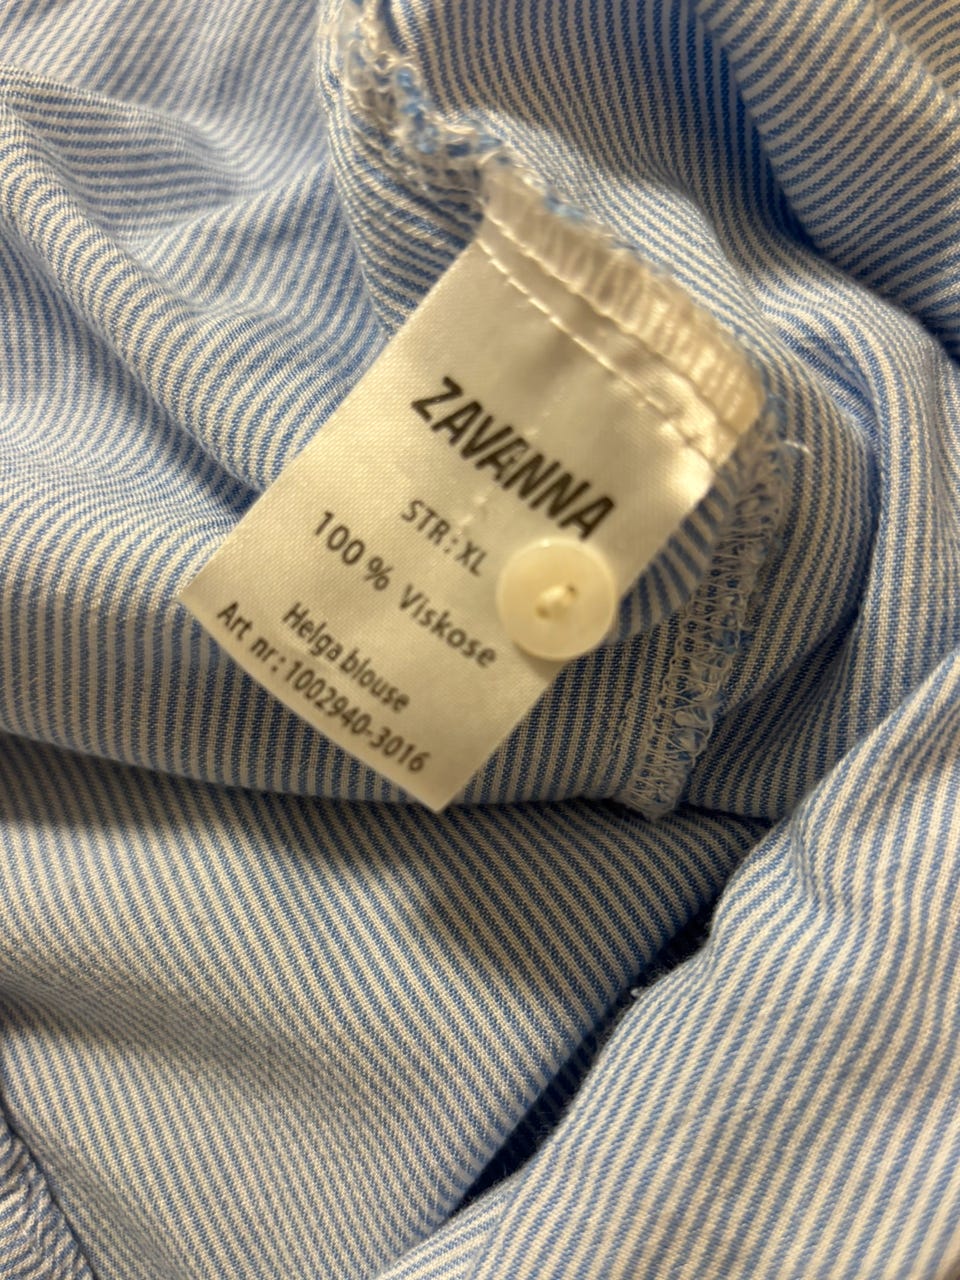 ZAVANNA
STR: XL
100 % Viskose
Helga blouse
Art nr: 1002940-3016